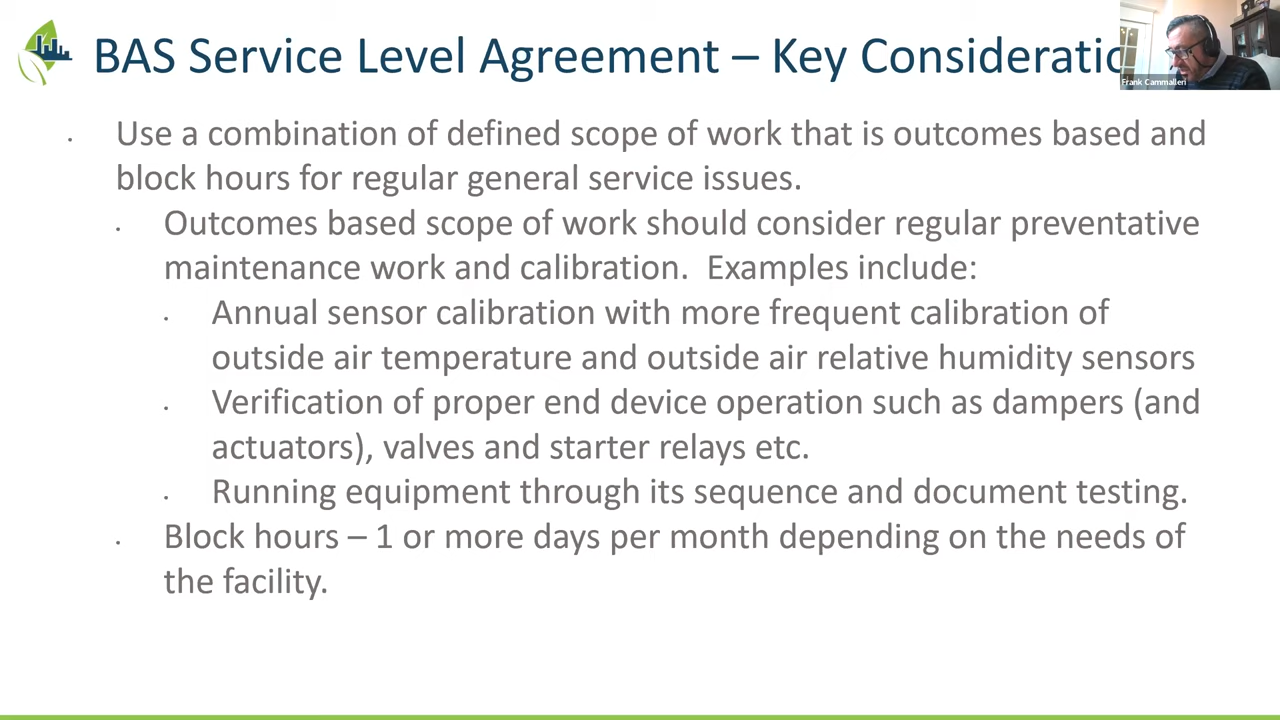 BAS Service Level Agreement – Key Consideratio
Frank Cammalleri
· Use a combination of defined scope of work that is outcomes based and
block hours for regular general service issues.
· Outcomes based scope of work should consider regular preventative
maintenance work and calibration.  Examples include:
· Annual sensor calibration with more frequent calibration of
outside air temperature and outside air relative humidity sensors
· Verification of proper end device operation such as dampers (and
actuators), valves and starter relays etc.
· Running equipment through its sequence and document testing.
· Block hours – 1 or more days per month depending on the needs of
the facility.